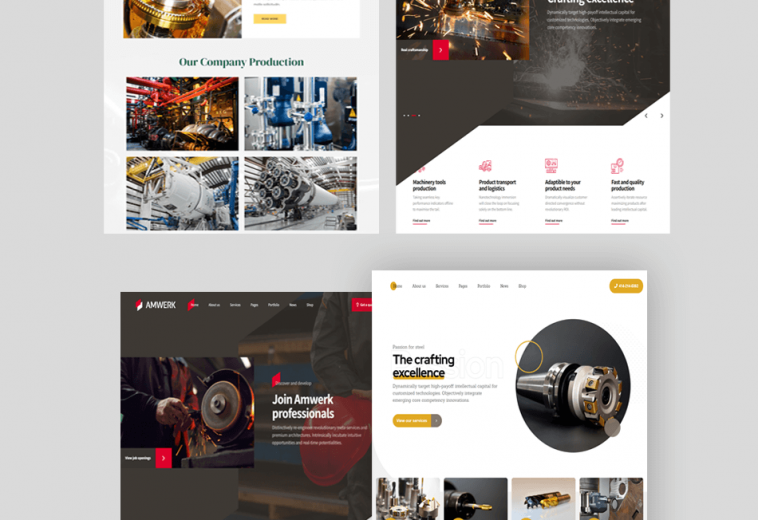 READ MORE
Our Company Production
Crafting excellence
Dynamically target high-payoff intellectual capital for
customized technologies. Objectively integrate emerging
core competency innovations.
Read craftsmanship
Machinery tools
production
Find out more
Product transport
and logistics
Find out more
Adaptible to your
product needs
Find out more
Fast and quality
production
Find out more
AMWERK
Home About us Services Pages Portfolio News Shop
Discover and develop
Join Amwerk
professionals
Distinctively re-engineer revolutionary meta-services and
premium architectures. Intrinsically incubate intuitive
opportunities and real-time potentialities.
View job openings
Home About us Services Pages Portfolio News Shop
Passion for steel
The crafting
excellence
Dynamically target high-payoff intellectual capital for
customized technologies. Objectively integrate
emerging core competency innovations.
View our services